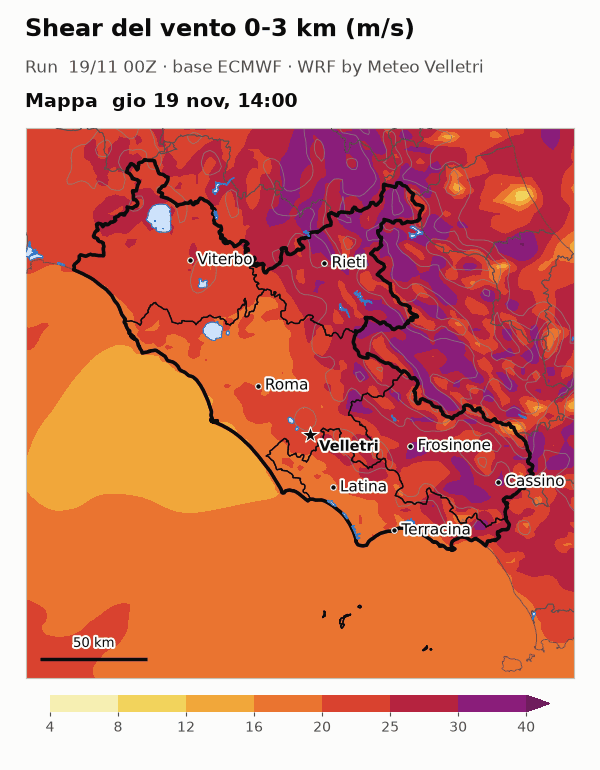 Shear del vento 0-3 km (m/s)
Run  19/11 00Z · base ECMWF · WRF by Meteo Velletri
Mappa  gio 19 nov, 14:00
Viterbo
Rieti
Roma
Velletri
Frosinone
Latina
Cassino
Terracina
50 km
4 8 12 16 20 25 30 40